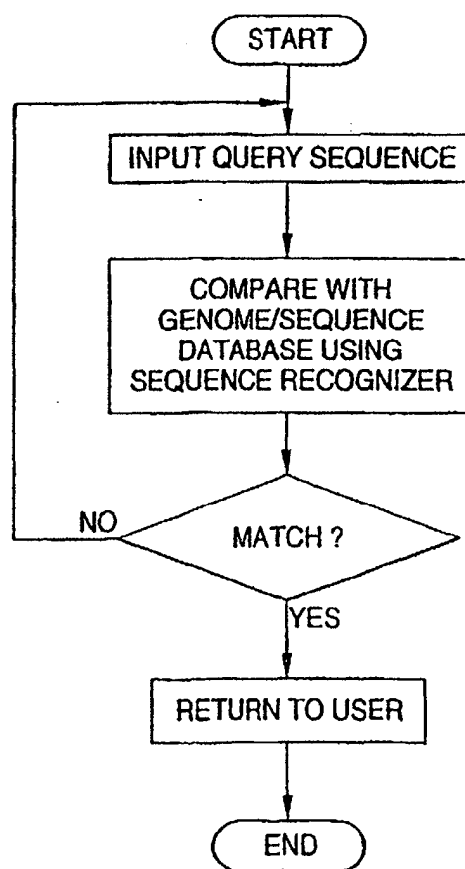 START
INPUT QUERY SEQUENCE
COMPARE WITH
GENOME/SEQUENCE
DATABASE USING
SEQUENCE RECOGNIZER
NO
MATCH ?
YES
RETURN TO USER
END